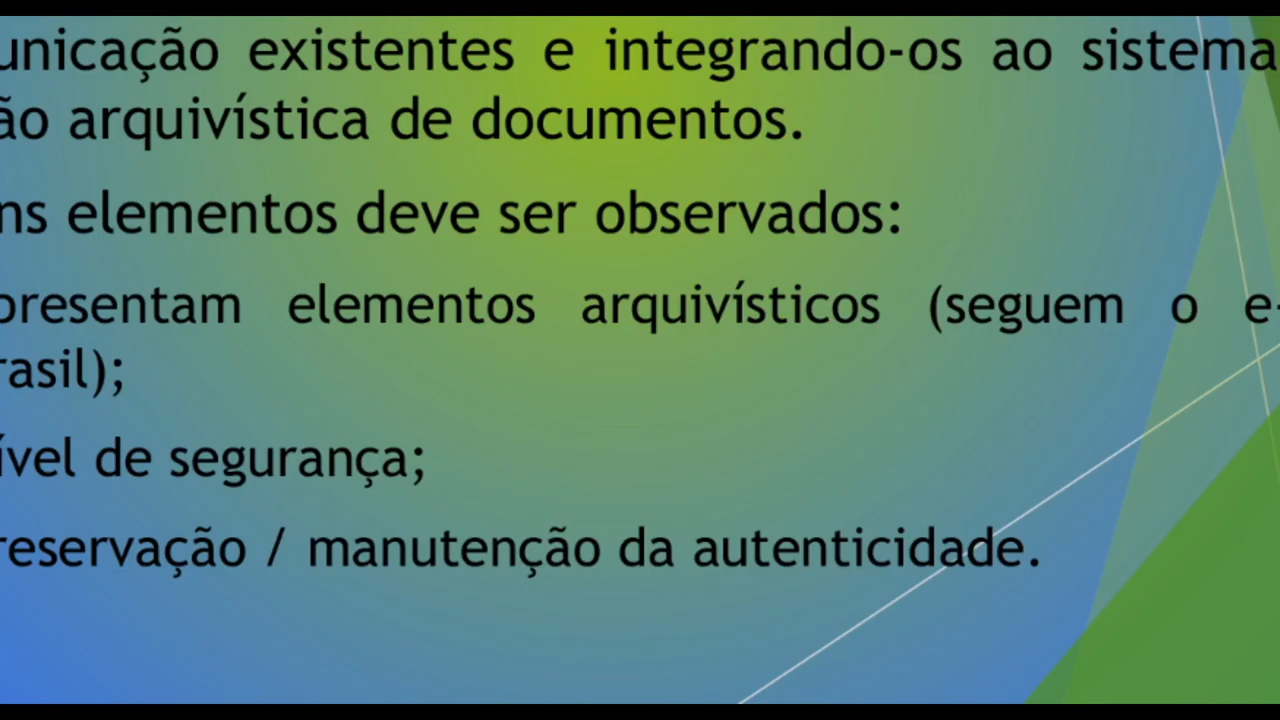 unicação existentes e integrando-os ao sistema
ão arquivística de documentos.
ns elementos deve ser observados:
presentam elementos arquivísticos (seguem o e-
rasil);
ível de segurança;
reservação / manutenção da autenticidade.